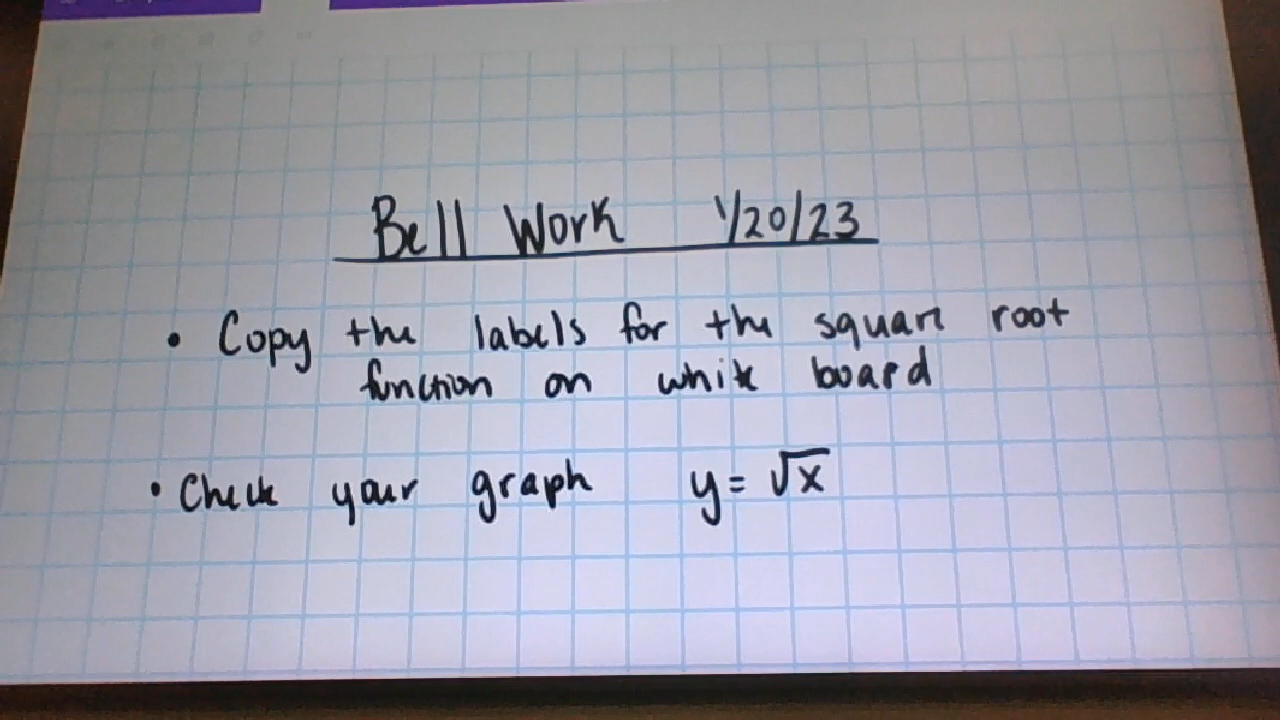 Bell Work 1/20/23
• Copy the labels for the square root
function on white board
• Check your graph y = √x